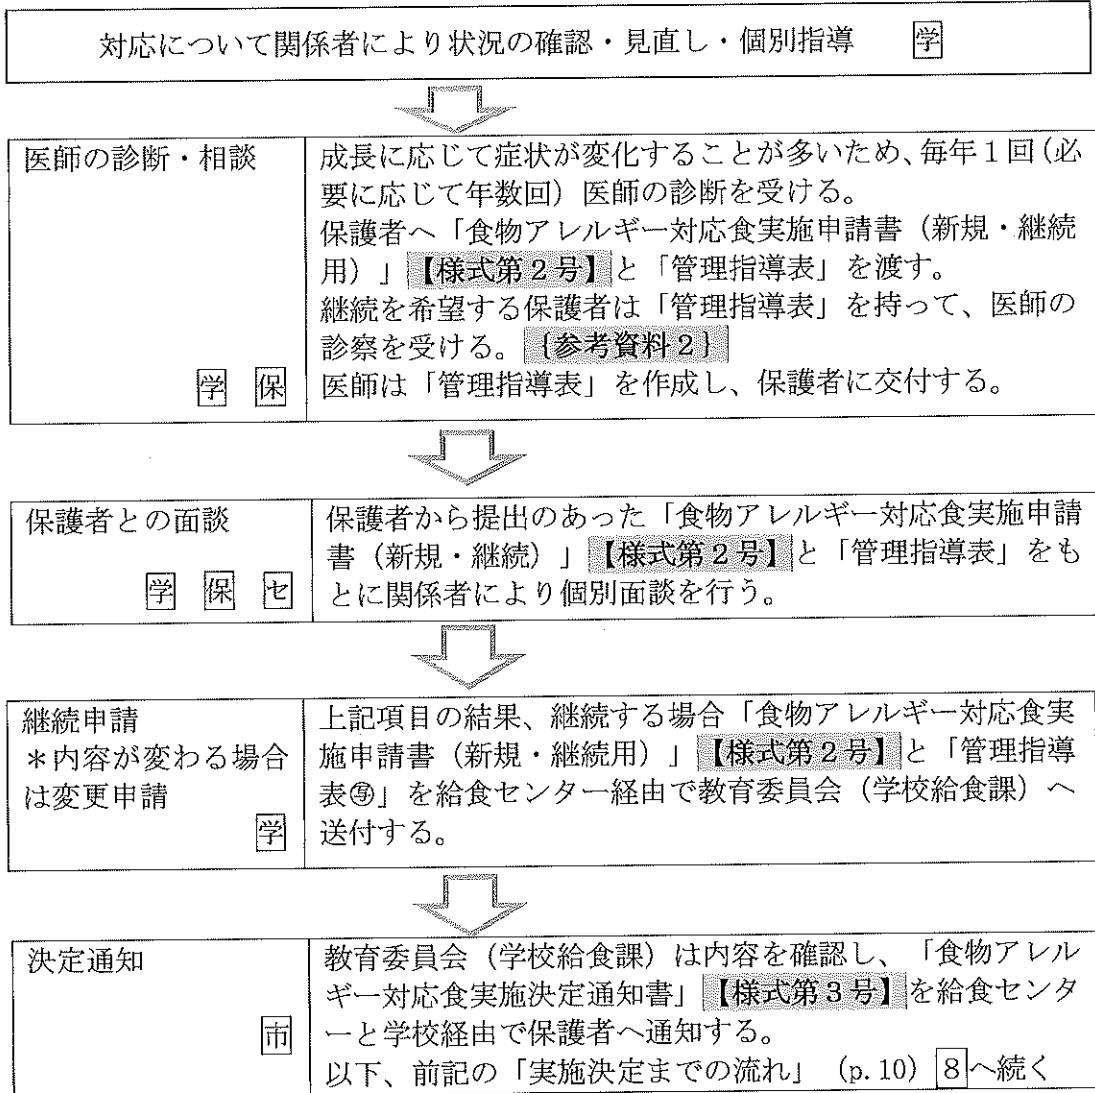 対応について関係者により状況の確認・見直し・個別指導 学
医師の診断・相談
学 保
成長に応じて症状が変化することが多いため、毎年1回(必
要に応じて年数回)医師の診断を受ける。
保護者へ「食物アレルギー対応食実施申請書(新規・継続
用)」【様式第2号】と「管理指導表」を渡す。
継続を希望する保護者は「管理指導表」を持って、医師の
診察を受ける。{参考資料2}
医師は「管理指導表」を作成し、保護者に交付する。
保護者との面談
学 保 セ
保護者から提出のあった「食物アレルギー対応食実施申請
書(新規・継続)」【様式第2号】と「管理指導表」をも
とに関係者により個別面談を行う。
継続申請
*内容が変わる場合
は変更申請
学
上記項目の結果、継続する場合「食物アレルギー対応食実
施申請書(新規・継続用)」【様式第2号】と「管理指導
表㊢」を給食センター経由で教育委員会(学校給食課)へ
送付する。
決定通知
市
教育委員会(学校給食課)は内容を確認し、「食物アレル
ギー対応食実施決定通知書」【様式第3号】を給食センタ
ーと学校経由で保護者へ通知する。
以下、前記の「実施決定までの流れ」(p.10) 8へ続く